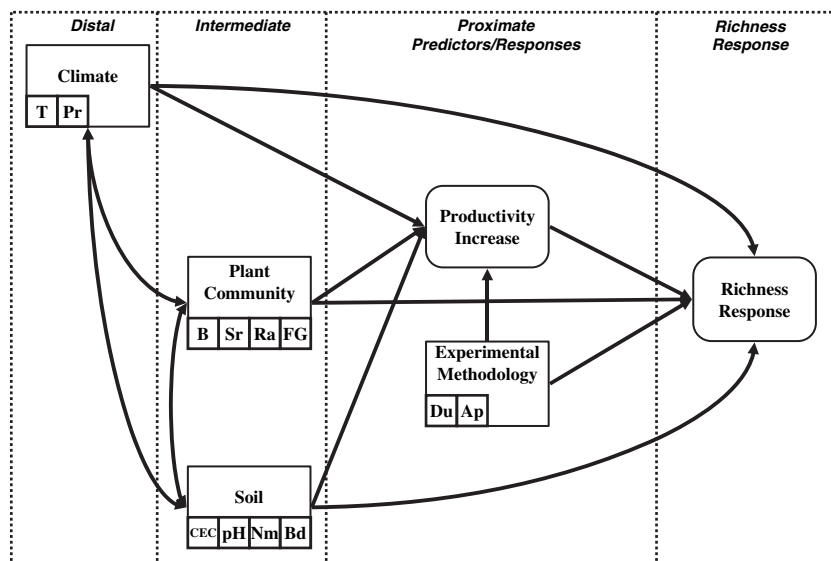 Distal
Intermediate
Proximate
Predictors/Responses
Richness
Response
Climate
T Pr
Productivity
Increase
Plant
Community
B Sr Ra FG
Richness
Response
Experimental
Methodology
Du Ap
Soil
CEC pH Nm Bd